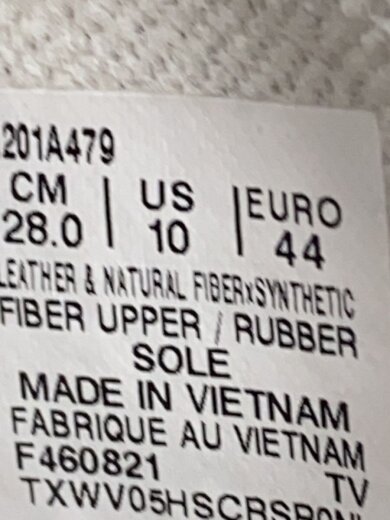 201A479
CM | US | EURO
28.0 | 10 | 44
LEATHER & NATURAL FIBERxSYNTHETIC
FIBER UPPER / RUBBER
SOLE
MADE IN VIETNAM
FABRIQUE AU VIETNAM
F460821 TV